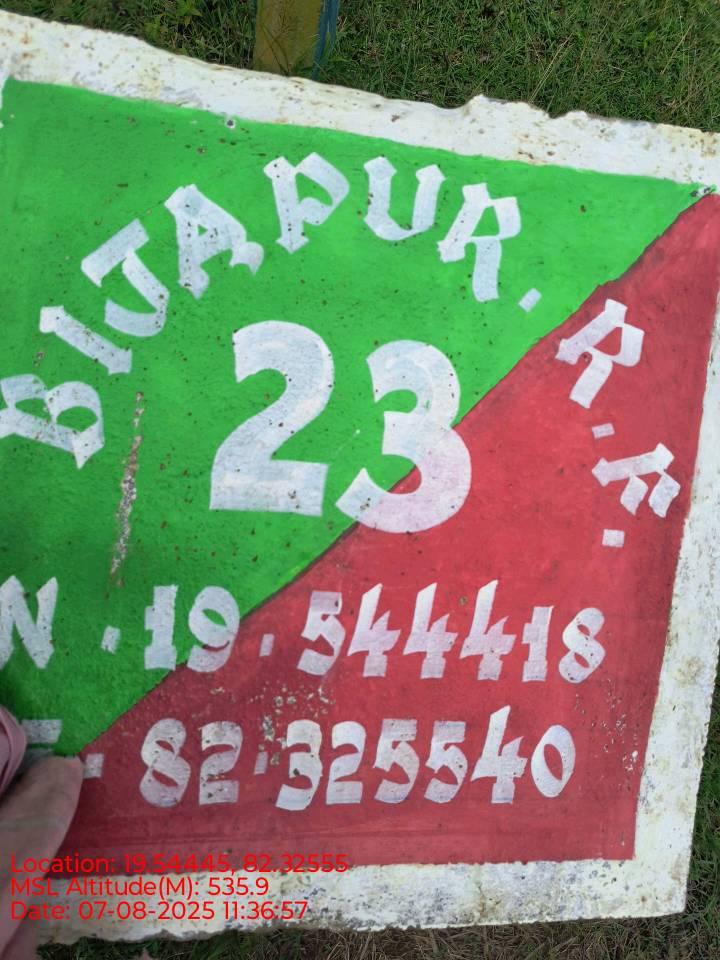 BIJAPUR. R.F.
23
N . 19.544418
E - 82.325540
Location: 19.54445, 82.32555
MSL Altitude(M): 535.9
Date: 07-08-2025 11:36:57